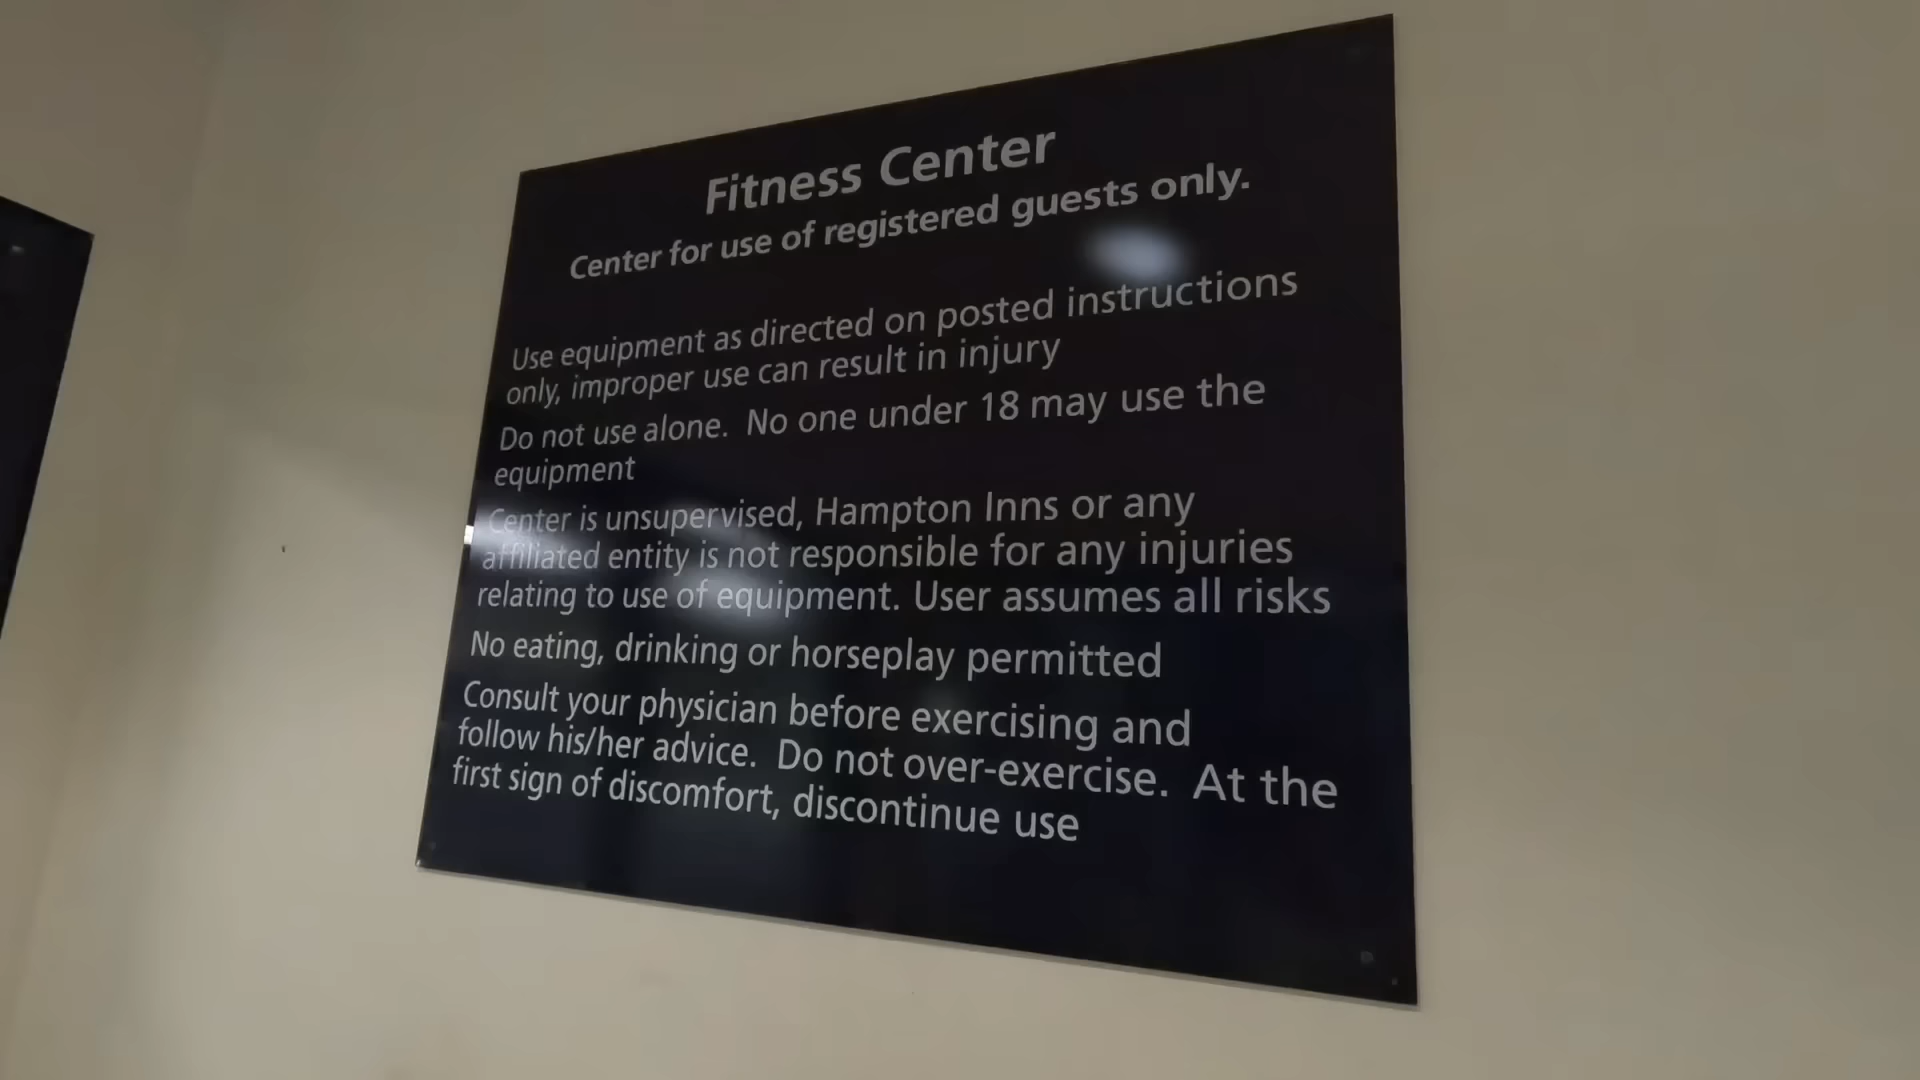 Fitness Center
Center for use of registered guests only.
Use equipment as directed on posted instructions
only, improper use can result in injury
Do not use alone. No one under 18 may use the
equipment
Center is unsupervised, Hampton Inns or any
affiliated entity is not responsible for any injuries
relating to use of equipment. User assumes all risks
No eating, drinking or horseplay permitted
Consult your physician before exercising and
follow his/her advice. Do not over-exercise. At the
first sign of discomfort, discontinue use